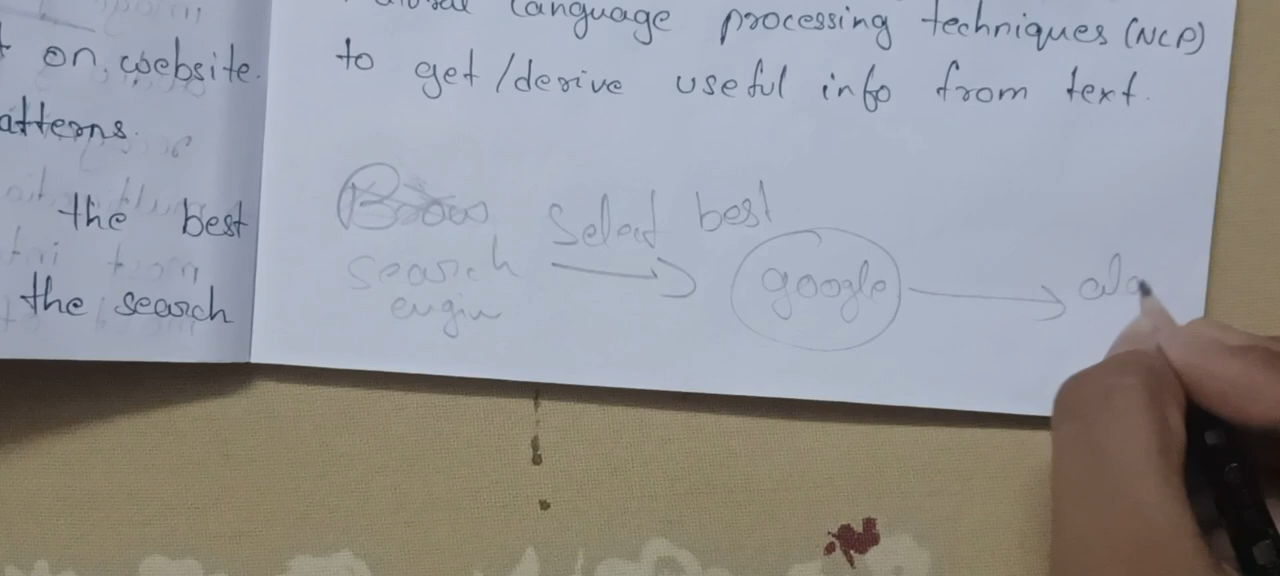 on website.
atterns.
the best
the search
language processing techniques (NLP)
to get/derive useful info from text.
Select best
search
engin
google